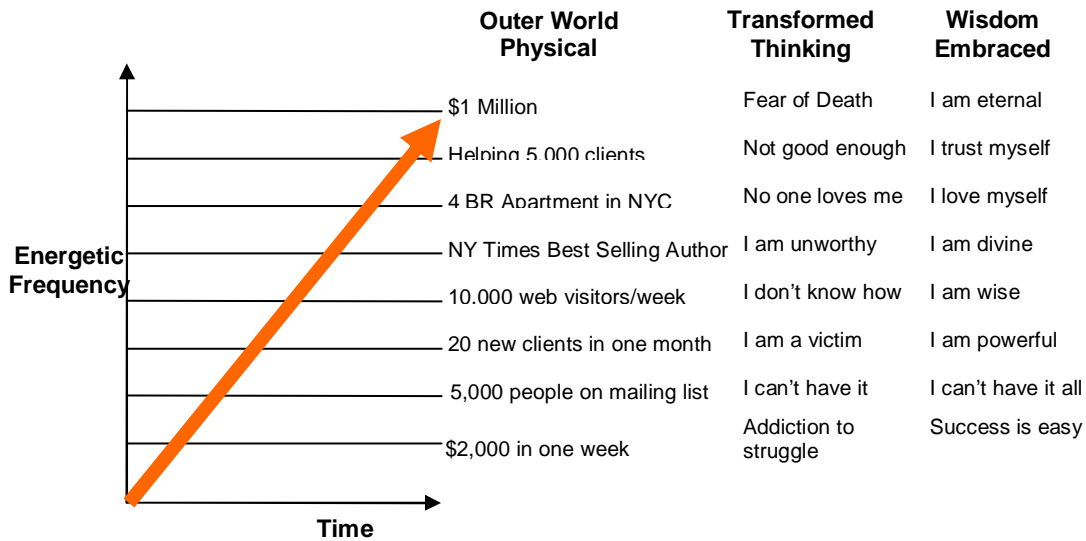 Outer World
Physical
Transformed
Thinking
Wisdom
Embraced
$1 Million
Fear of Death
I am eternal
Helping 5,000 clients
Not good enough
I trust myself
4 BR Apartment in NYC
No one loves me
I love myself
Energetic
Frequency
NY Times Best Selling Author
I am unworthy
I am divine
10.000 web visitors/week
I don’t know how
I am wise
20 new clients in one month
I am a victim
I am powerful
5,000 people on mailing list
I can’t have it
I can’t have it all
$2,000 in one week
Addiction to
struggle
Success is easy
Time